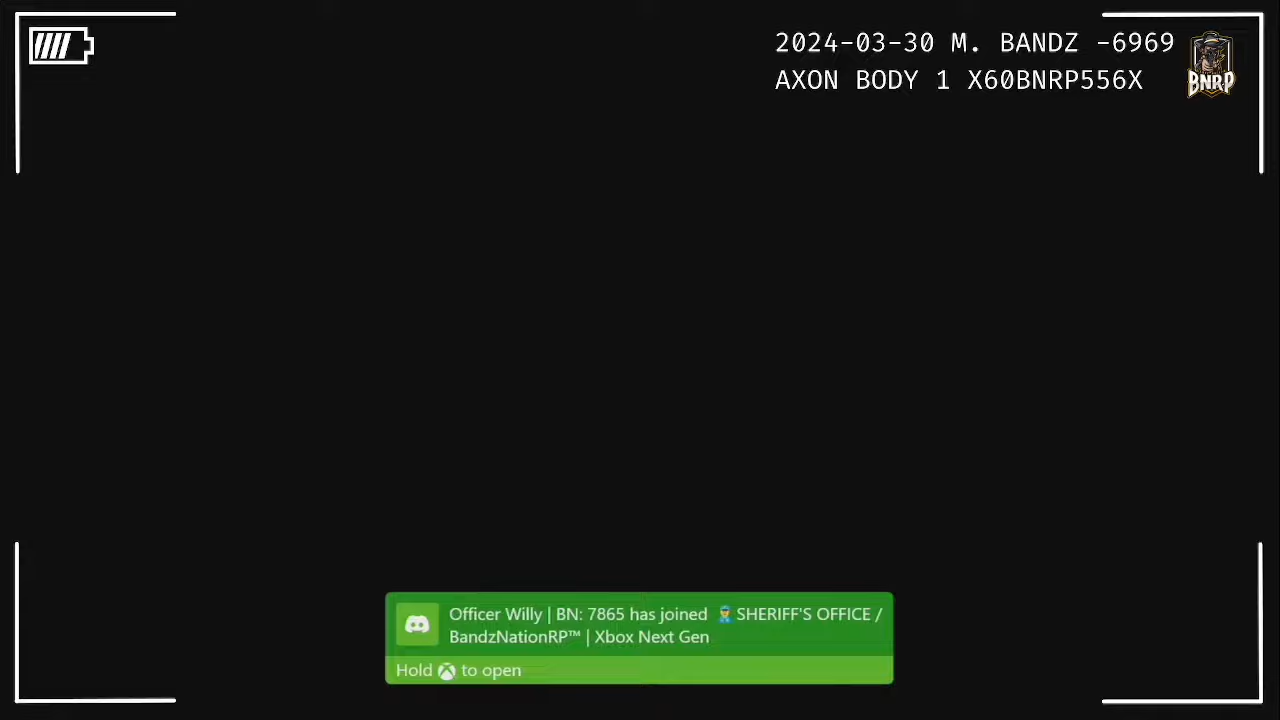 2024-03-30 M. BANDZ -6969
AXON BODY 1 X60BNRP556X
BNRP
Officer Willy | BN: 7865 has joined 👮SHERIFF'S OFFICE /
BandzNationRP™ | Xbox Next Gen
Hold to open